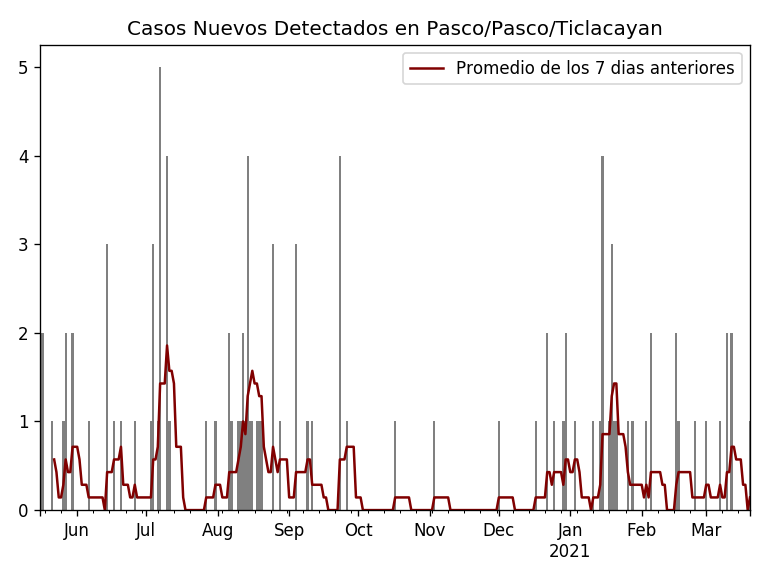 Casos Nuevos Detectados en Pasco/Pasco/Ticlacayan
Promedio de los 7 dias anteriores
5
4
3
2
1
0
Jun Jul Aug Sep Oct Nov Dec Jan Feb Mar
2021